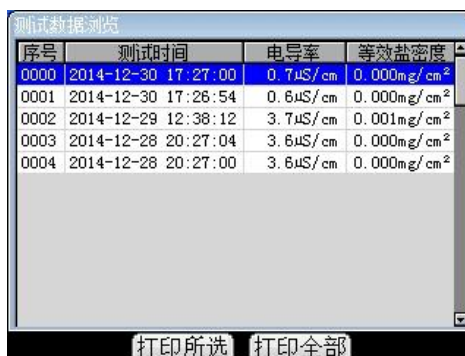 测试数据浏览
序号 测试时间 电导率 等效盐密度
0000 2014-12-30 17:27:00 0.7μS/cm 0.000mg/cm²
0001 2014-12-30 17:26:54 0.6μS/cm 0.000mg/cm²
0002 2014-12-29 12:38:12 3.7μS/cm 0.001mg/cm²
0003 2014-12-28 20:27:04 3.6μS/cm 0.000mg/cm²
0004 2014-12-28 20:27:00 3.6μS/cm 0.000mg/cm²
打印所选 打印全部